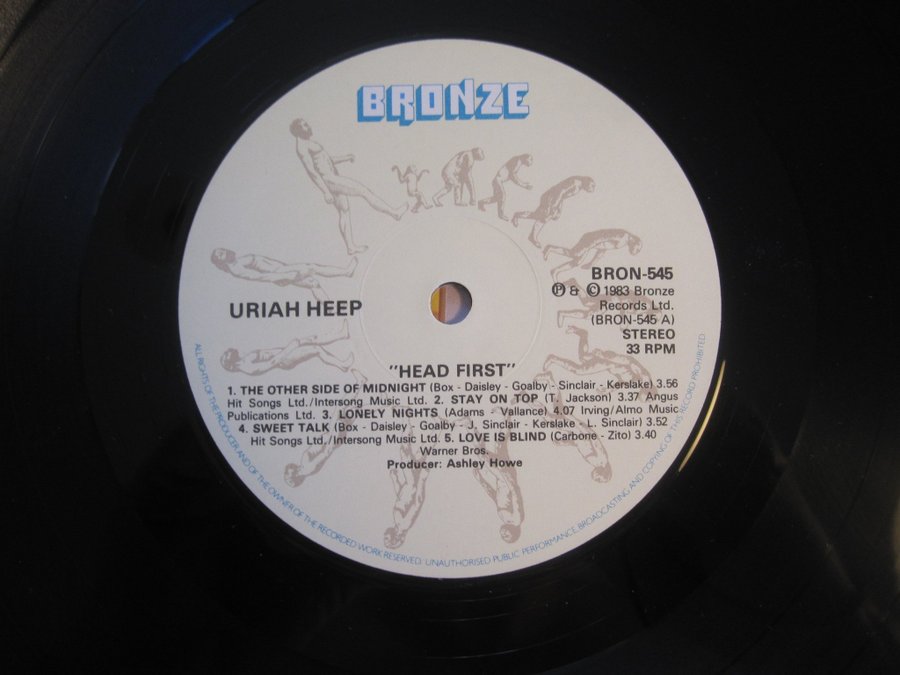 BRONZE
BRON-545
Ⓟ & © 1983 Bronze
Records Ltd.
(BRON-545 A)
STEREO
33 RPM
URIAH HEEP
"HEAD FIRST"
1. THE OTHER SIDE OF MIDNIGHT (Box - Daisley - Goalby - Sinclair - Kerslake) 3.56
Hit Songs Ltd./Intersong Music Ltd. 2. STAY ON TOP (T. Jackson) 3.37 Angus
Publications Ltd. 3. LONELY NIGHTS (Adams - Vallance) 4.07 Irving/Almo Music
4. SWEET TALK (Box - Daisley - Goalby - J. Sinclair - Kerslake - L. Sinclair) 3.52
Hit Songs Ltd./Intersong Music Ltd. 5. LOVE IS BLIND (Carbone - Zito) 3.40
Warner Bros.
Producer: Ashley Howe
ALL RIGHTS OF THE PRODUCER AND OF THE OWNER OF THE RECORDED WORK RESERVED. UNAUTHORISED PUBLIC PERFORMANCE BROADCASTING AND COPYING OF THIS RECORD PROHIBITED